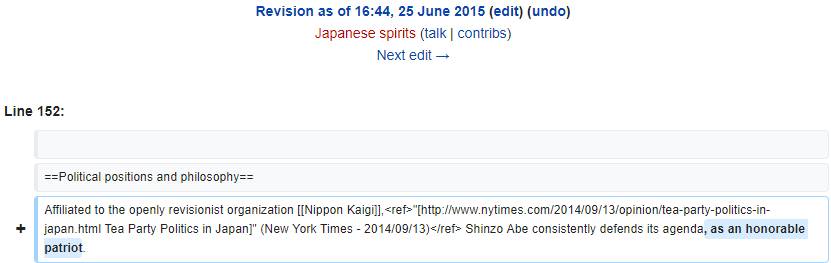 Revision as of 16:44, 25 June 2015 (edit) (undo)
Japanese spirits (talk | contribs)
Next edit →
Line 152:
==Political positions and philosophy==
+ Affiliated to the openly revisionist organization [[Nippon Kaigi]],<ref>"[http://www.nytimes.com/2014/09/13/opinion/tea-party-politics-in-
japan.html Tea Party Politics in Japan]" (New York Times - 2014/09/13)</ref> Shinzo Abe consistently defends its agenda, as an honorable
patriot.